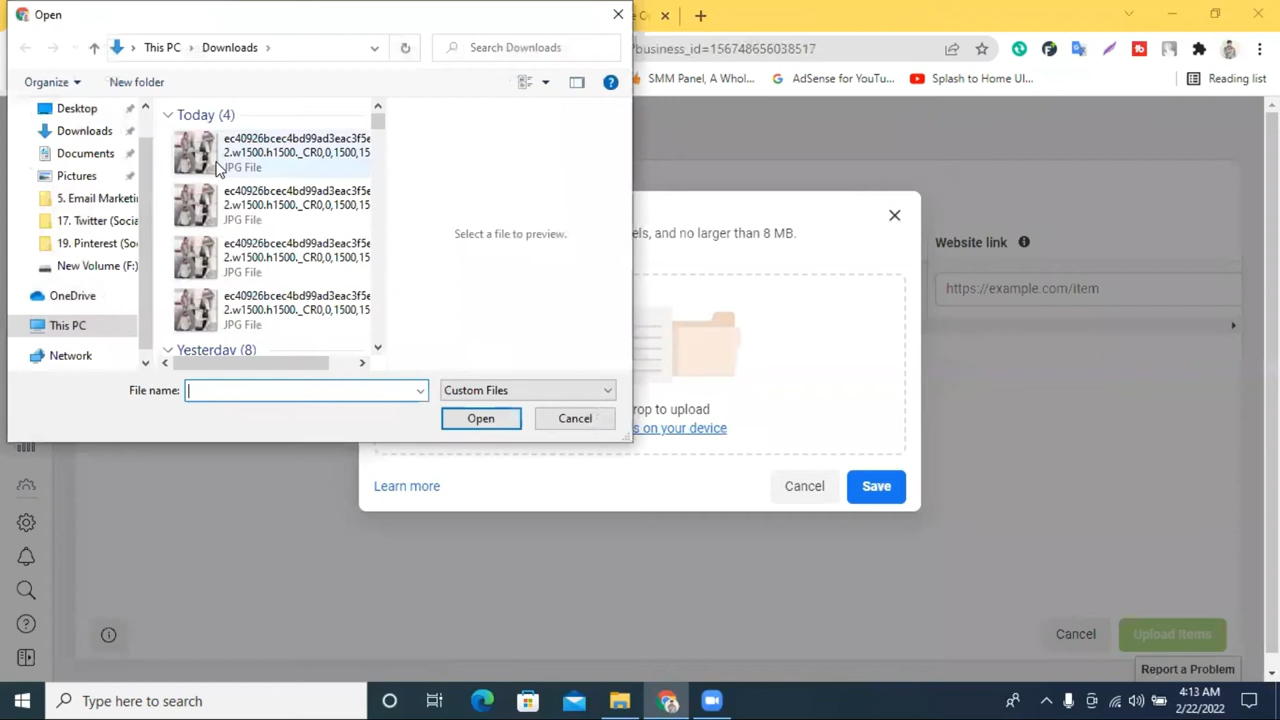 Open
This PC
Downloads
Search Downloads
?business_id=156748656038517
Organize
New folder
SMM Panel, A Whol...
AdSense for YouTu...
Splash to Home UI...
Reading list
Desktop
Downloads
Documents
Pictures
5. Email Marketi
17. Twitter (Socia
19. Pinterest (Soc
New Volume (F:)
OneDrive
This PC
Network
Today (4)
ec40926bcec4bd99ad3eac3f5e
2.w1500.h1500._CR0,0,1500,15
JPG File
ec40926bcec4bd99ad3eac3f5e
2.w1500.h1500._CR0,0,1500,15
JPG File
ec40926bcec4bd99ad3eac3f5e
2.w1500.h1500._CR0,0,1500,15
JPG File
ec40926bcec4bd99ad3eac3f5e
2.w1500.h1500._CR0,0,1500,15
JPG File
Yesterday (8)
Select a file to preview.
File name:
Custom Files
Open
Cancel
els, and no larger than 8 MB.
Website link
https://example.com/item
rop to upload
s on your device
Learn more
Cancel
Save
Cancel
Upload Items
Report a Problem
Type here to search
4:13 AM
2/22/2022